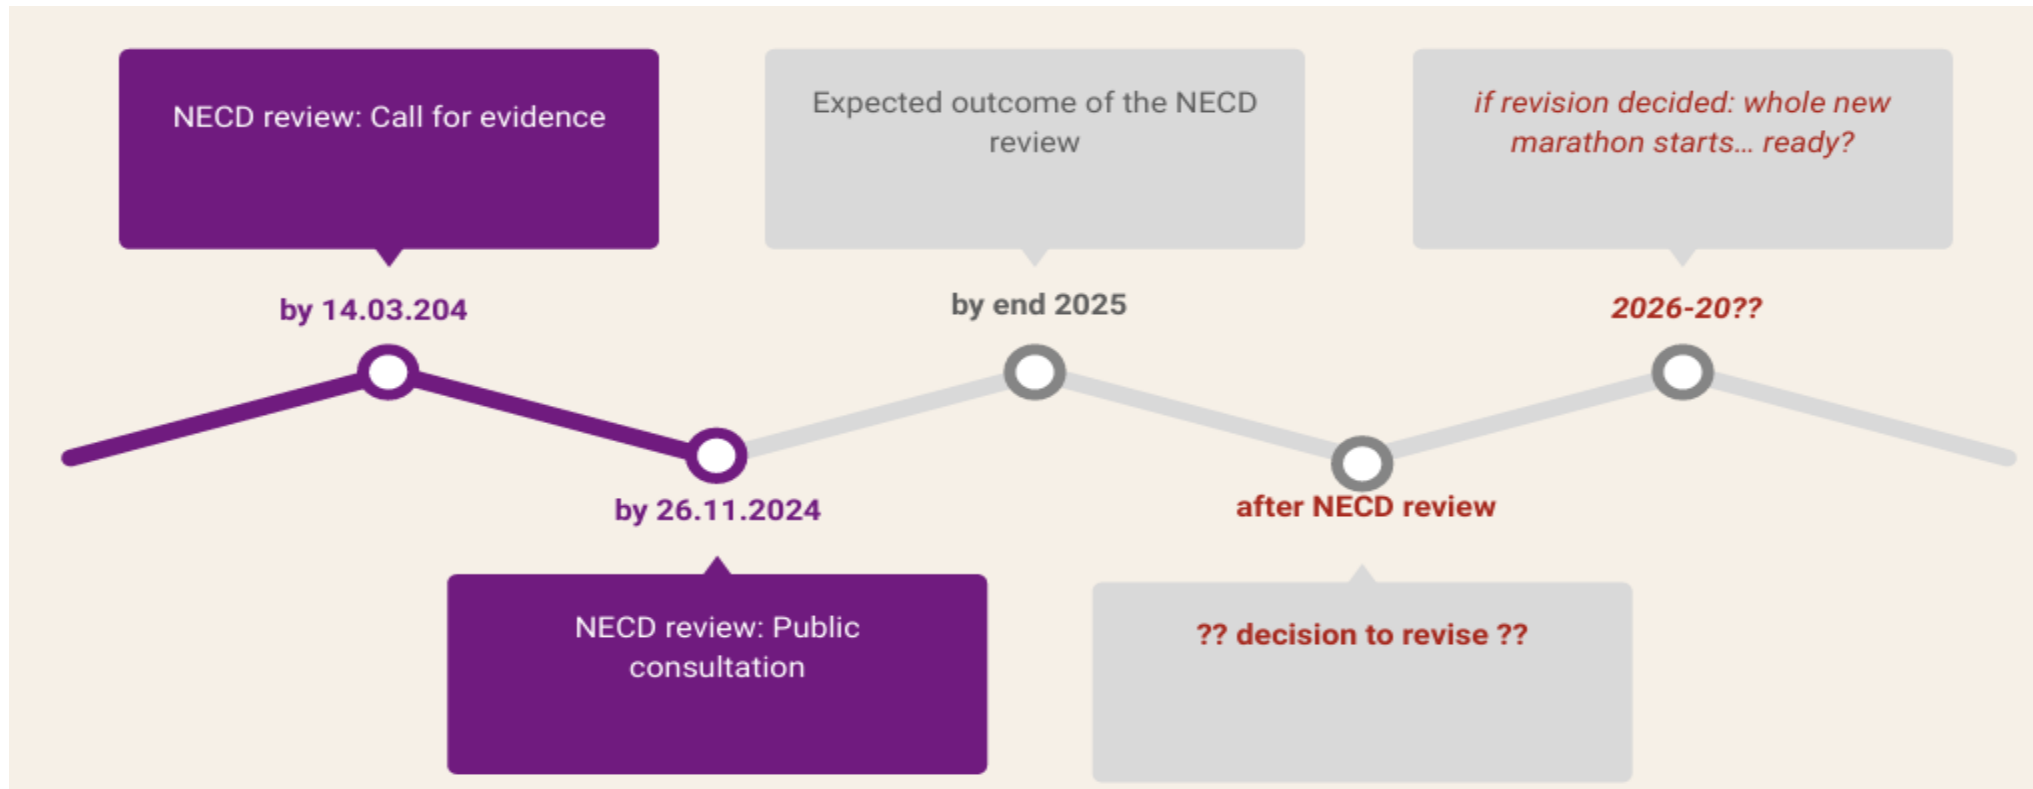 NECD review: Call for evidence
by 14.03.204
by 26.11.2024
NECD review: Public
consultation
Expected outcome of the NECD
review
by end 2025
after NECD review
?? decision to revise ??
if revision decided: whole new
marathon starts... ready?
2026-20??